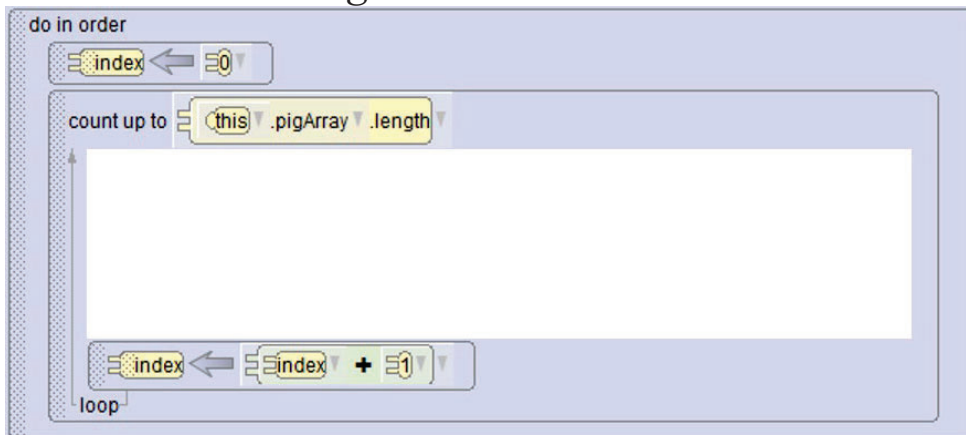 do in order
index 0
count up to this .pigArray .length
index index + 1
loop